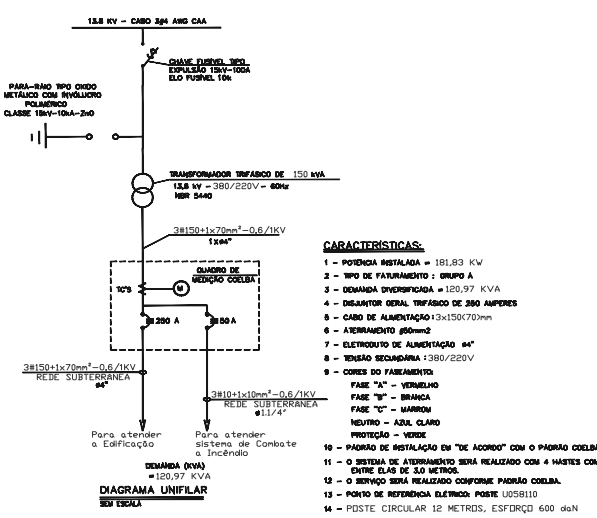 13.8 KV - CABO 3#4 AWG CAA
CHAVE FUSÍVEL TIPO
EXPULSÃO 15kV-100A
ELO FUSÍVEL 10k
PARA-RAIO TIPO OXIDO
METÁLICO COM INVÓLUCRO
POLIMÉRICO
CLASSE 15kV-10kA-ZnO
TRANSFORMADOR TRIFÁSICO DE 150 kVA
13,8 kV - 380/220V - 60Hz
NBR 5440
3#150+1x70mm²-0,6/1KV
1xø4"
QUADRO DE
MEDIÇÃO COELBA
TC'S
M
250 A
50 A
3#150+1x70mm²-0,6/1KV
REDE SUBTERRANEA
ø4"
3#10+1x10mm²-0,6/1KV
REDE SUBTERRANEA
ø1.1/4"
Para atender
a Edificação
Para atender
sistema de Combate
a Incêndio
DEMANDA (KVA)
=120,97 KVA
DIAGRAMA UNIFILAR
SEM ESCALA
CARACTERÍSTICAS:
1 - POTÊNCIA INSTALADA = 181,83 KW
2 - TIPO DE FATURAMENTO : GRUPO A
3 - DEMANDA DIVERSIFICADA = 120,97 KVA
4 - DISJUNTOR GERAL TRIFÁSICO DE 250 AMPERES
5 - CABO DE ALIMENTAÇÃO: 3x150(70)mm
6 - ATERRAMENTO #50mm2
7 - ELETRODUTO DE ALIMENTAÇÃO ø4"
8 - TENSÃO SECUNDÁRIA : 380/220V
9 - CORES DO FASEAMENTO:
FASE "A" - VERMELHO
FASE "B" - BRANCA
FASE "C" - MARROM
NEUTRO - AZUL CLARO
PROTEÇÃO - VERDE
10 - PADRÃO DE INSTALAÇÃO EM "DE ACORDO" COM O PADRÃO COELBA
11 - O SISTEMA DE ATERRAMENTO SERÁ REALIZADO COM 4 HASTES COM
ENTRE ELAS DE 3,0 METROS.
12 - O SERVIÇO SERÁ REALIZADO CONFORME PADRÃO COELBA.
13 - PONTO DE REFERÊNCIA ELÉTRICO: POSTE U058110
14 - POSTE CIRCULAR 12 METROS, ESFORÇO 600 daN